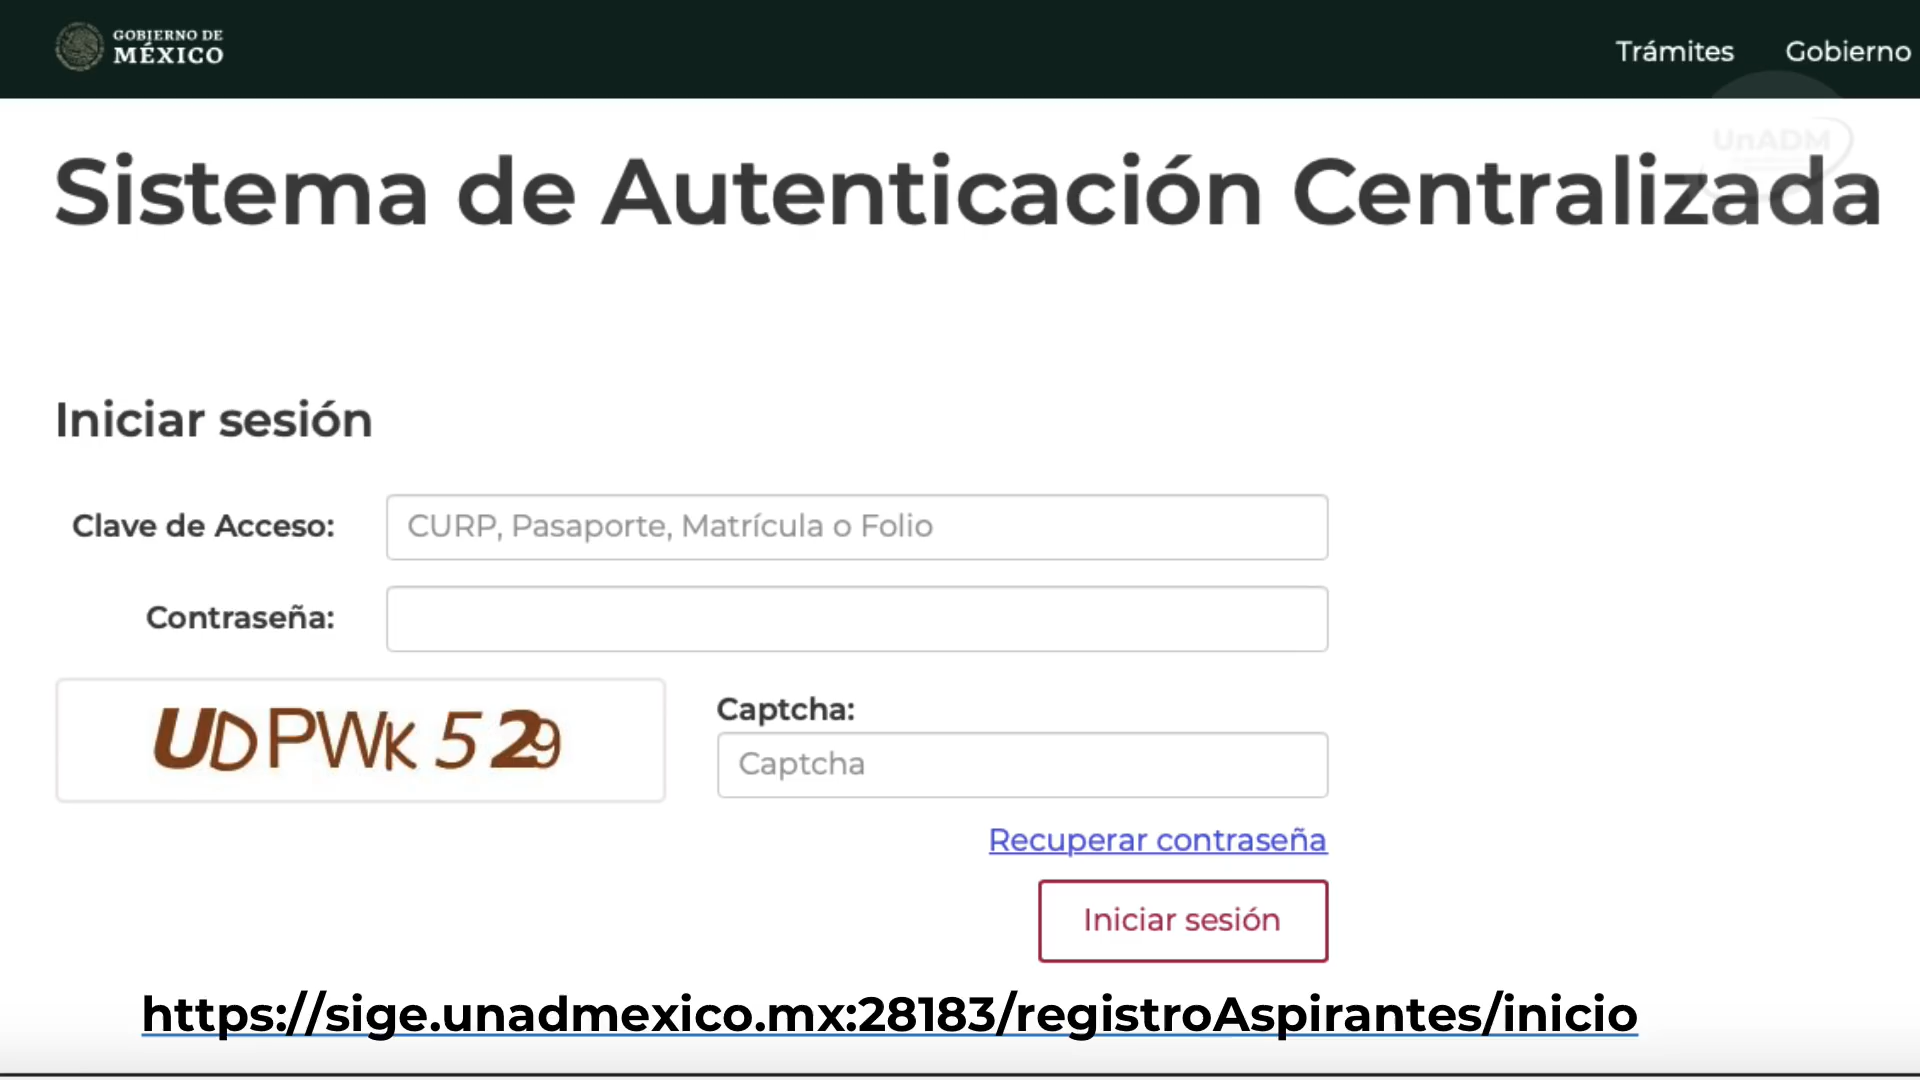 GOBIERNO DE
MÉXICO
Trámites Gobierno
UnADM
Sistema de Autenticación Centralizada
Iniciar sesión
Clave de Acceso: CURP, Pasaporte, Matrícula o Folio
Contraseña:
UDPWK529
Captcha:
Captcha
Recuperar contraseña
Iniciar sesión
https://sige.unadmexico.mx:28183/registroAspirantes/inicio